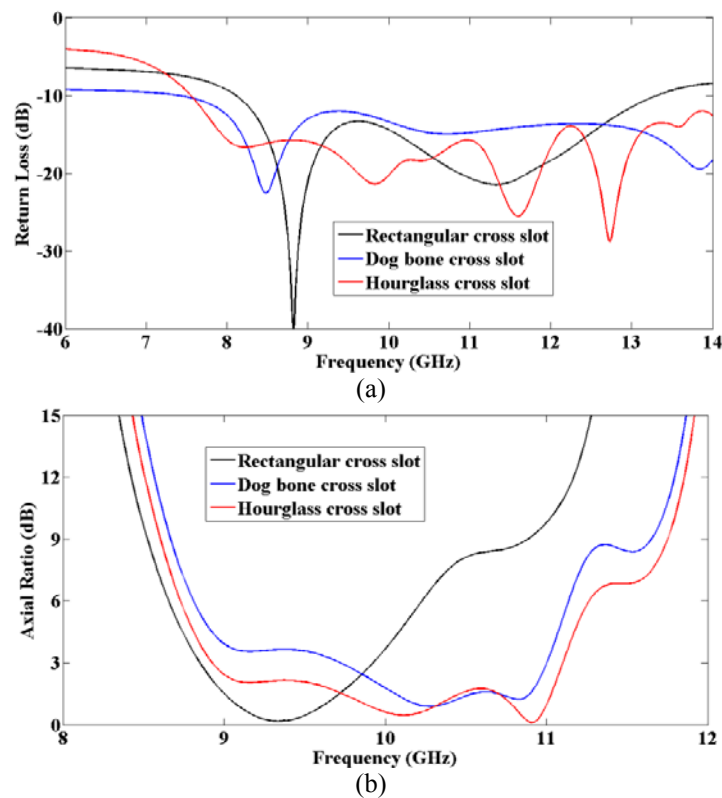 0
-10
-20
-30
-40
Return Loss (dB)
Rectangular cross slot
Dog bone cross slot
Hourglass cross slot
6 7 8 9 10 11 12 13 14
Frequency (GHz)
(a)
15
12
9
6
3
0
Axial Ratio (dB)
Rectangular cross slot
Dog bone cross slot
Hourglass cross slot
8 9 10 11 12
Frequency (GHz)
(b)